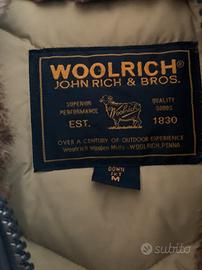 WOOLRICH®
JOHN RICH & BROS.
SUPERIOR PERFORMANCE
QUALITY GOODS
Woolrich
EST. 1830
OVER A CENTURY OF OUTDOOR EXPERIENCE
Woolrich Woolen Mills - WOOLRICH, PENNA
DOWN
M
subito